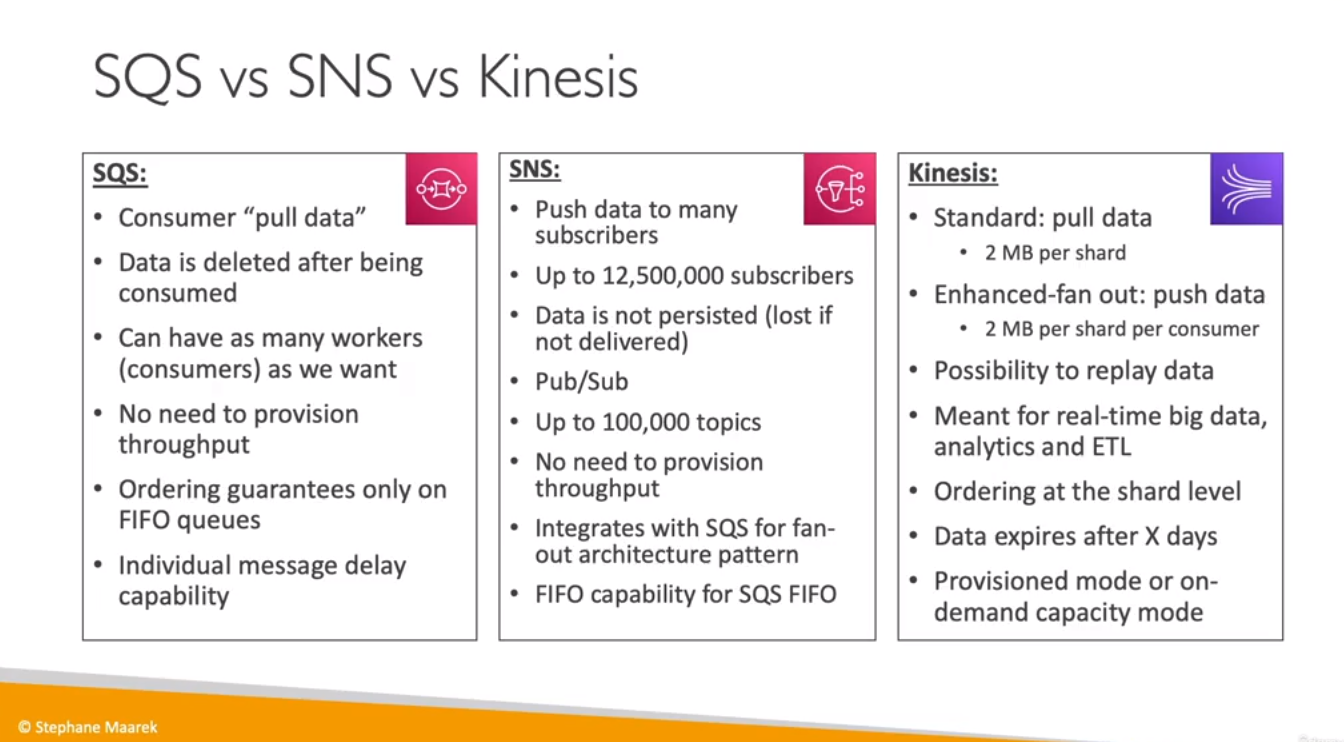 SQS vs SNS vs Kinesis
SQS:
• Consumer “pull data”
• Data is deleted after being
consumed
• Can have as many workers
(consumers) as we want
• No need to provision
throughput
• Ordering guarantees only on
FIFO queues
• Individual message delay
capability
SNS:
• Push data to many
subscribers
• Up to 12,500,000 subscribers
• Data is not persisted (lost if
not delivered)
• Pub/Sub
• Up to 100,000 topics
• No need to provision
throughput
• Integrates with SQS for fan-
out architecture pattern
• FIFO capability for SQS FIFO
Kinesis:
• Standard: pull data
• 2 MB per shard
• Enhanced-fan out: push data
• 2 MB per shard per consumer
• Possibility to replay data
• Meant for real-time big data,
analytics and ETL
• Ordering at the shard level
• Data expires after X days
• Provisioned mode or on-
demand capacity mode
© Stephane Maarek